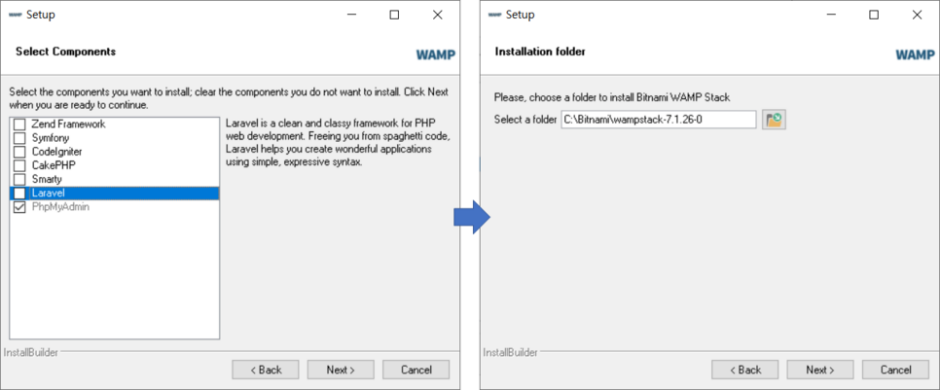 Setup
Select Components
WAMP
Select the components you want to install; clear the components you do not want to install. Click Next
when you are ready to continue.
Zend Framework
Symfony
CodeIgniter
CakePHP
Smarty
Laravel
PhpMyAdmin
Laravel is a clean and classy framework for PHP
web development. Freeing you from spaghetti code,
Laravel helps you create wonderful applications
using simple, expressive syntax.
InstallBuilder
< Back
Next >
Cancel
Setup
Installation folder
WAMP
Please, choose a folder to install Bitnami WAMP Stack
Select a folder C:\Bitnami\wampstack-7.1.26-0
InstallBuilder
< Back
Next >
Cancel